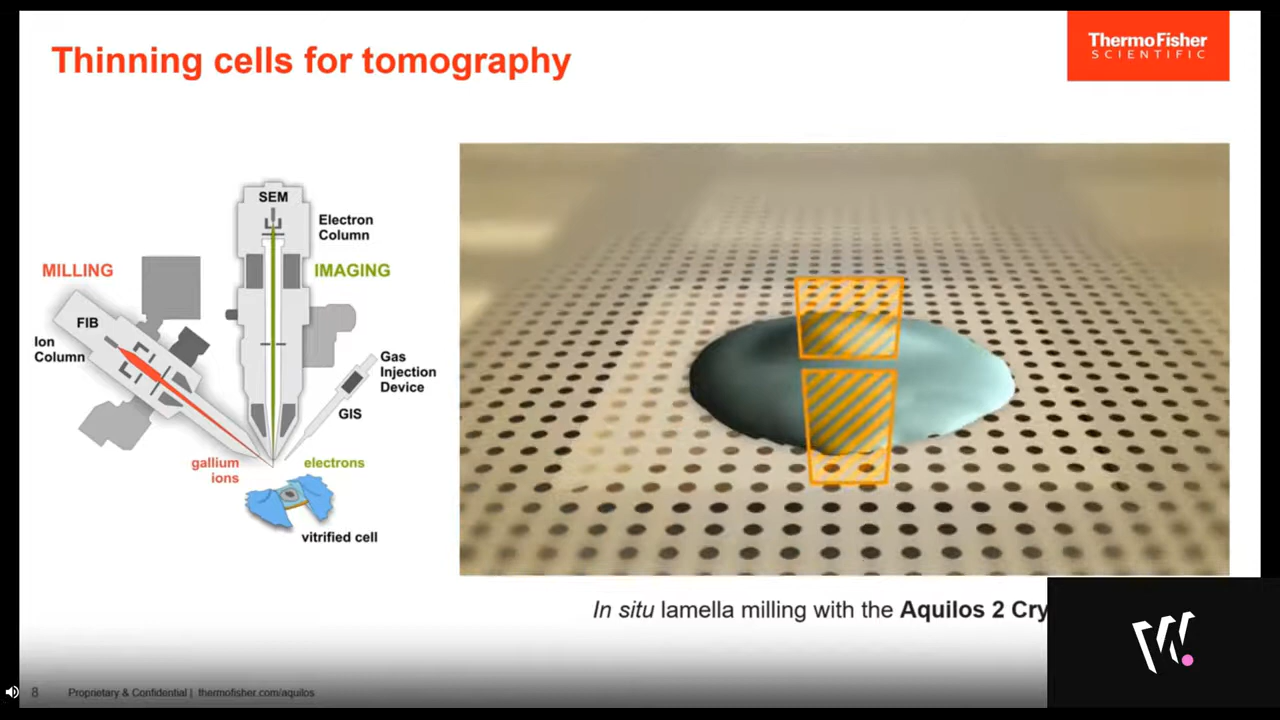 Thinning cells for tomography
ThermoFisher
SCIENTIFIC
SEM
Electron
Column
MILLING
IMAGING
FIB
Ion
Column
Gas
Injection
Device
GIS
gallium
ions
electrons
vitrified cell
In situ lamella milling with the Aquilos 2 Cry
8
Proprietary & Confidential | thermofisher.com/aquilos